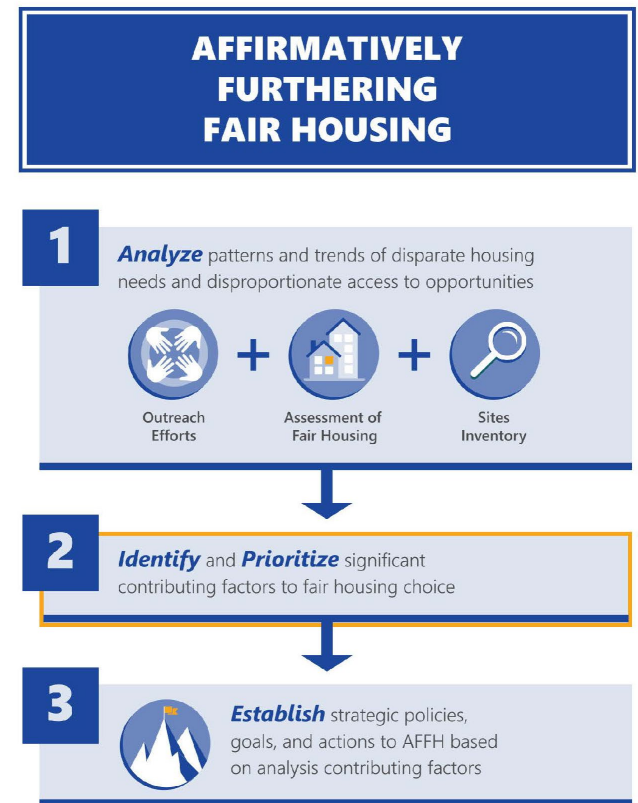 AFFIRMATIVELY
FURTHERING
FAIR HOUSING
1
Analyze patterns and trends of disparate housing
needs and disproportionate access to opportunities
Outreach
Efforts
+
Assessment of
Fair Housing
+
Sites
Inventory
2
Identify and Prioritize significant
contributing factors to fair housing choice
3
Establish strategic policies,
goals, and actions to AFFH based
on analysis contributing factors